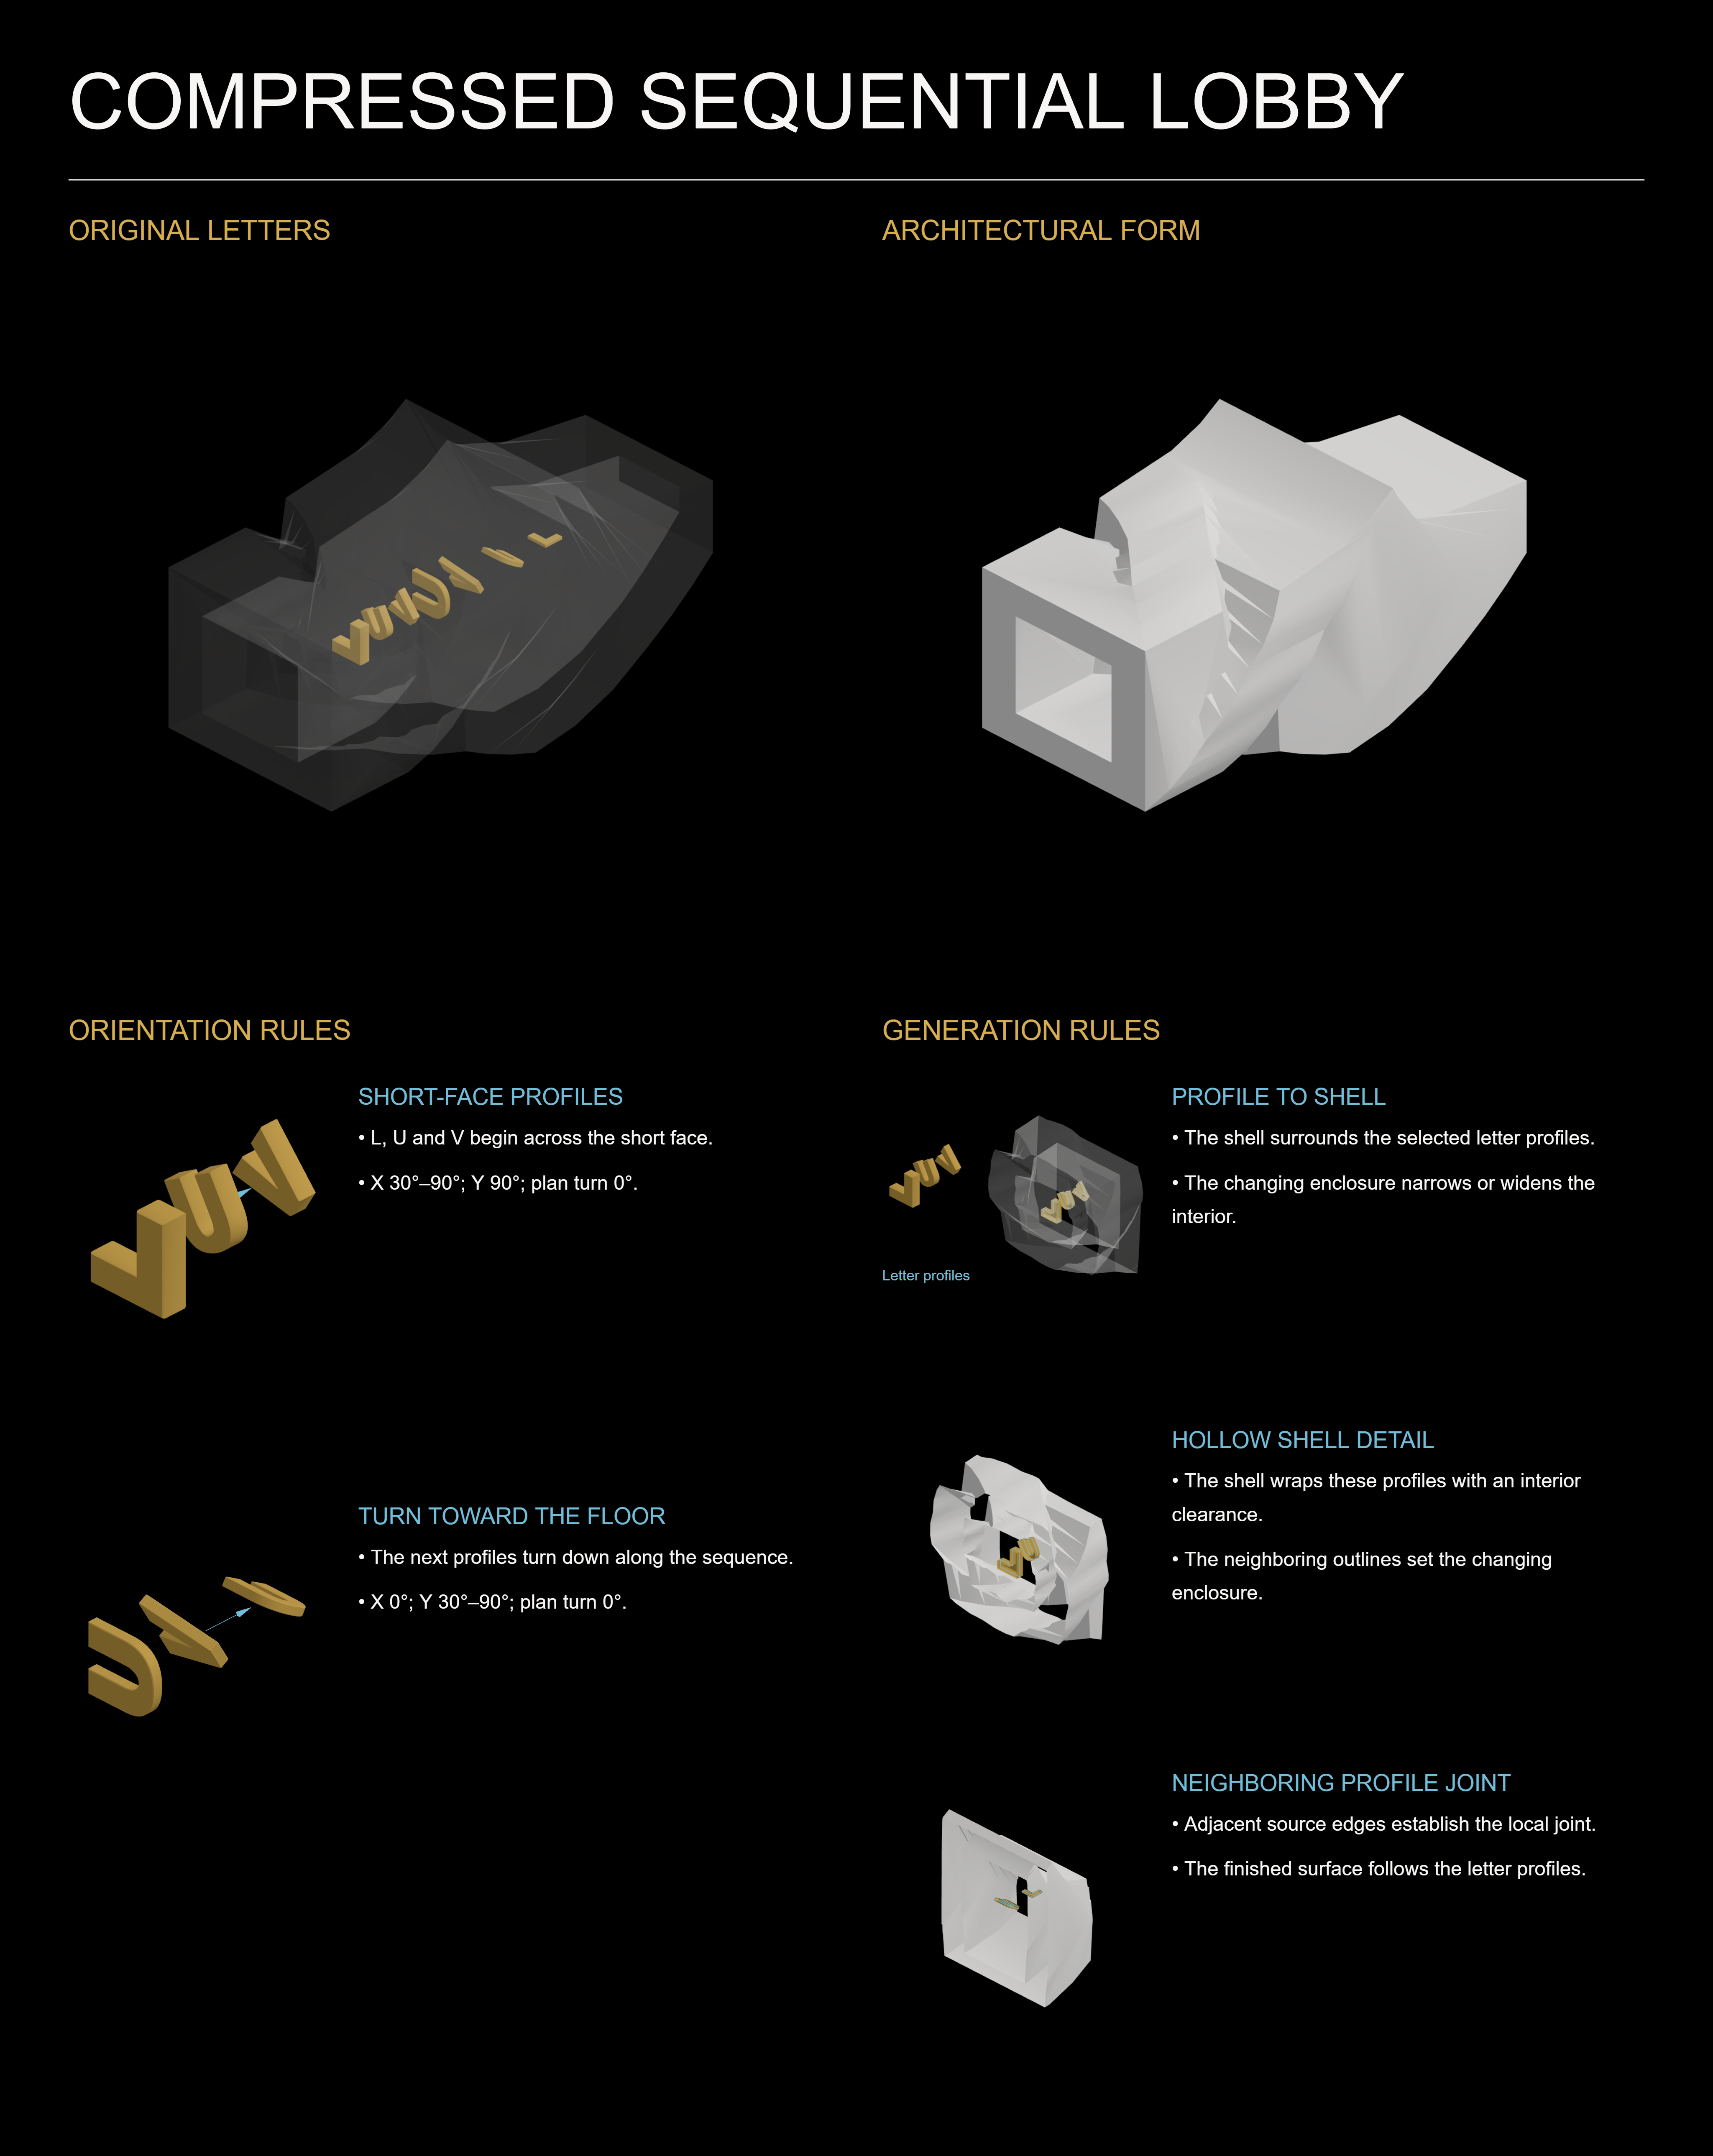 COMPRESSED SEQUENTIAL LOBBY
ORIGINAL LETTERS
ARCHITECTURAL FORM
ORIENTATION RULES
SHORT-FACE PROFILES
• L, U and V begin across the short face.
• X 30°–90°; Y 90°; plan turn 0°.
TURN TOWARD THE FLOOR
• The next profiles turn down along the sequence.
• X 0°; Y 30°–90°; plan turn 0°.
GENERATION RULES
PROFILE TO SHELL
• The shell surrounds the selected letter profiles.
• The changing enclosure narrows or widens the
interior.
Letter profiles
HOLLOW SHELL DETAIL
• The shell wraps these profiles with an interior
clearance.
• The neighboring outlines set the changing
enclosure.
NEIGHBORING PROFILE JOINT
• Adjacent source edges establish the local joint.
• The finished surface follows the letter profiles.